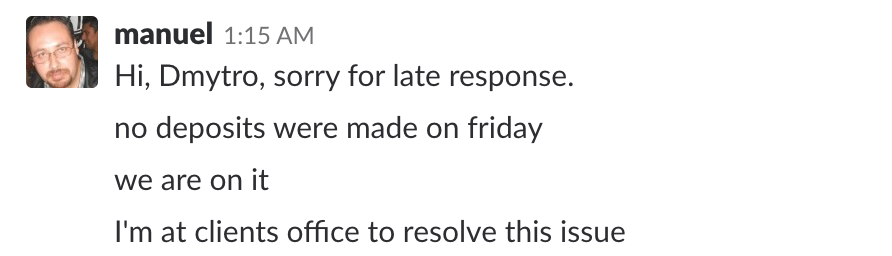 manuel 1:15 AM
Hi, Dmytro, sorry for late response.
no deposits were made on friday
we are on it
I'm at clients office to resolve this issue